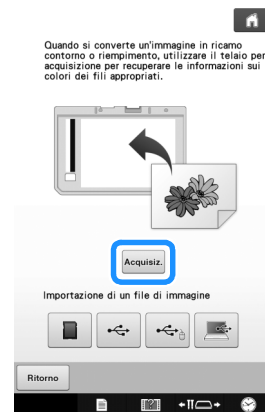 Quando si converte un'immagine in ricamo
contorno o riempimento, utilizzare il telaio per
acquisizione per recuperare le informazioni sui
colori dei fili appropriati.
Acquisiz.
Importazione di un file di immagine
Ritorno